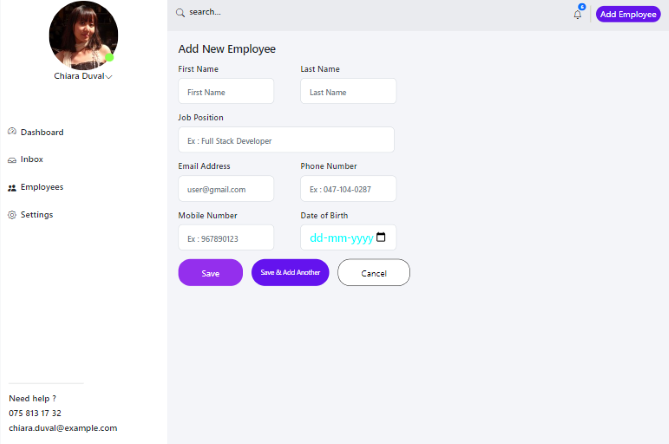 Chiara Duval
Dashboard
Inbox
Employees
Settings
Need help ?
075 813 17 32
chiara.duval@example.com
search...
6
Add Employee
Add New Employee
First Name Last Name
First Name Last Name
Job Position
Ex : Full Stack Developer
Email Address Phone Number
user@gmail.com Ex : 047-104-0287
Mobile Number Date of Birth
Ex : 967890123 dd-mm-yyyy
Save Save & Add Another Cancel